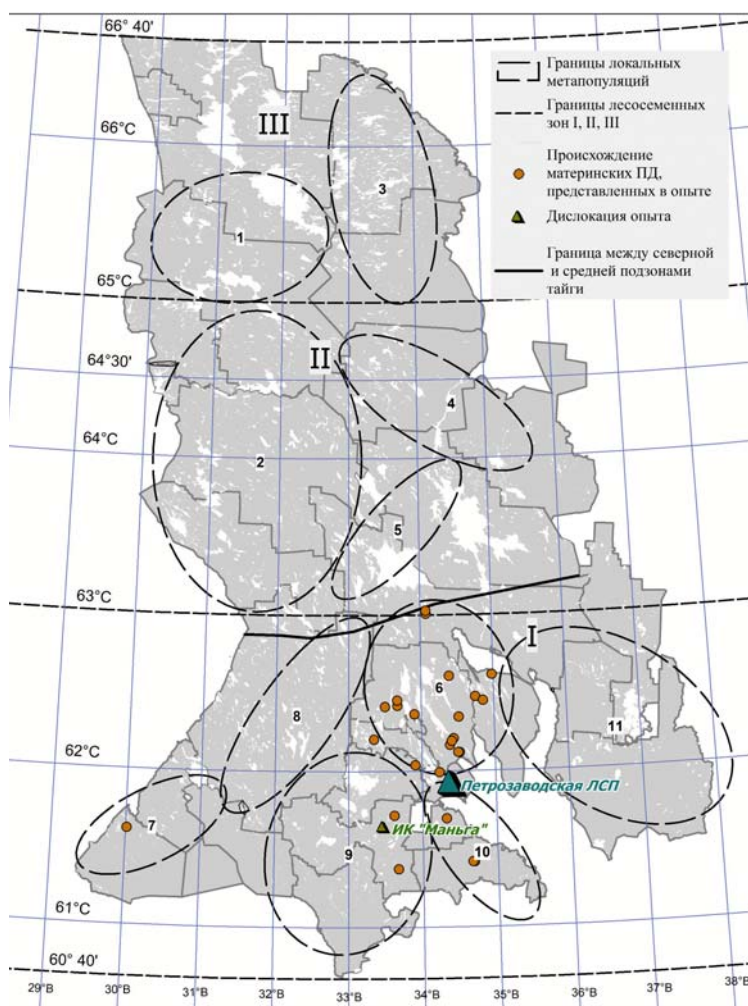 66° 40'
66°С
65°С
64°30'
64°С
63°С
62°С
61°С
60° 40'
Границы локальных
метапопуляций
Границы лесосеменных
зон I, II, III
Происхождение
материнских ПД,
представленных в опыте
Дислокация опыта
Граница между северной
и средней подзонами
тайги
III
3
1
II
4
2
5
I
6
11
8
Петрозаводская ЛСП
7
ИК "Маньга"
9
10
29°В
30°В
31°В
32°В
33°В
34°В
35°В
36°В
37°В
38°В